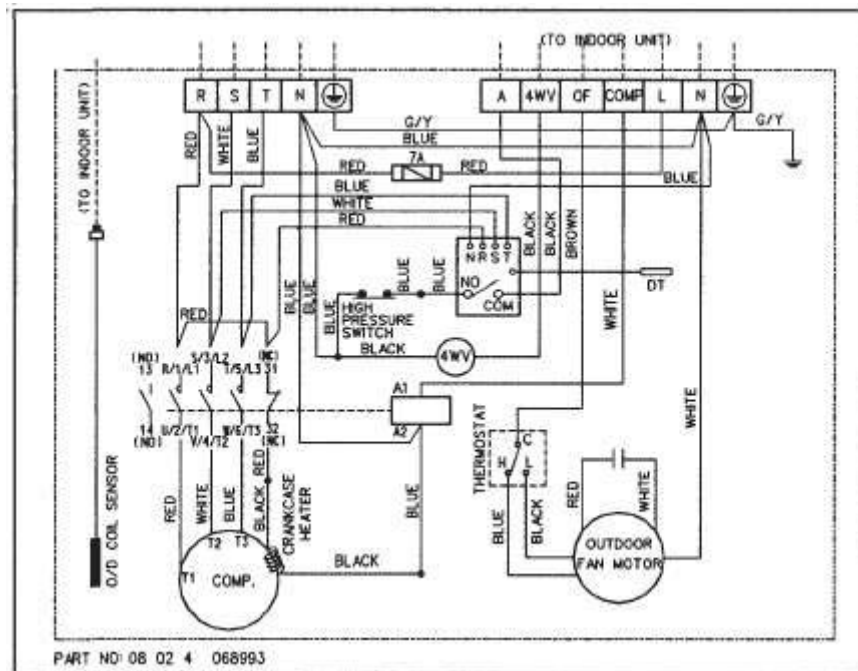 (TO INDOOR UNIT)
R S T N
A 4WV OF COMP L N
G/Y
BLUE
G/Y
RED
WHITE
BLUE
RED
7A
RED
BLUE
BLUE
WHITE
RED
(TO INDOOR UNIT)
BLACK
BLACK
BROWN
N R S T
NO
COM
DT
BLUE
BLUE
BLUE
BLUE
BLUE
HIGH
PRESSURE
SWITCH
RED
BLACK
4WV
WHITE
WHITE
(NO) S/3/L2 (NC)
13 R/1/L1 T/5/L3 31
A1
A2
14 U/2/T1 W/6/T3 32
(NO) V/4/T2 (NC)
THERMOSTAT
C
H L
RED
WHITE
BLUE
BLACK
RED
CRANKCASE
HEATER
BLUE
BLUE
BLACK
RED
WHITE
O/D COIL SENSOR
T1 T2 T3
COMP.
BLACK
OUTDOOR
FAN MOTOR
PART NO: 08 02 4 068993